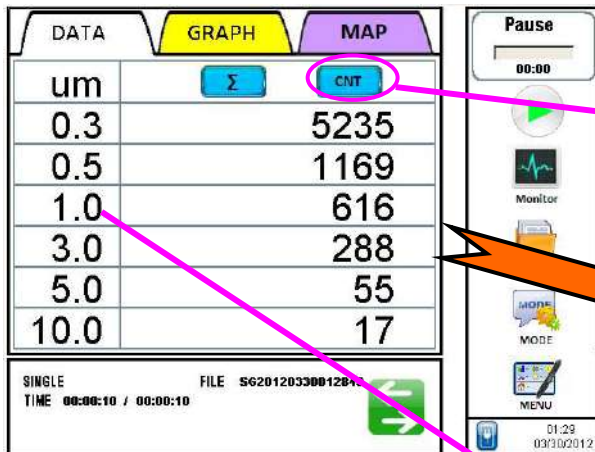 DATA GRAPH MAP
um Σ CNT
0.3 5235
0.5 1169
1.0 616
3.0 288
5.0 55
10.0 17
SINGLE FILE
TIME 00:00:10 / 00:00:10
Pause
00:00
Monitor
MODE
MODE
MENU
01:29
03/30/2012